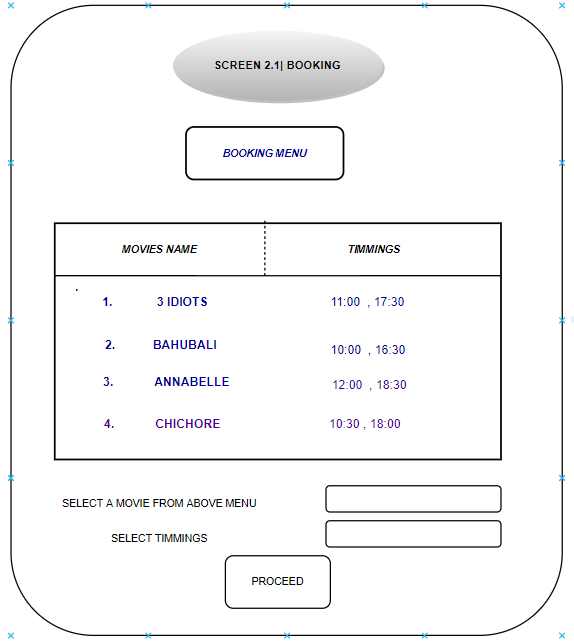 SCREEN 2.1| BOOKING
BOOKING MENU
MOVIES NAME TIMMINGS
1. 3 IDIOTS 11:00 , 17:30
2. BAHUBALI 10:00 , 16:30
3. ANNABELLE 12:00 , 18:30
4. CHICHORE 10:30 , 18:00
SELECT A MOVIE FROM ABOVE MENU
SELECT TIMMINGS
PROCEED